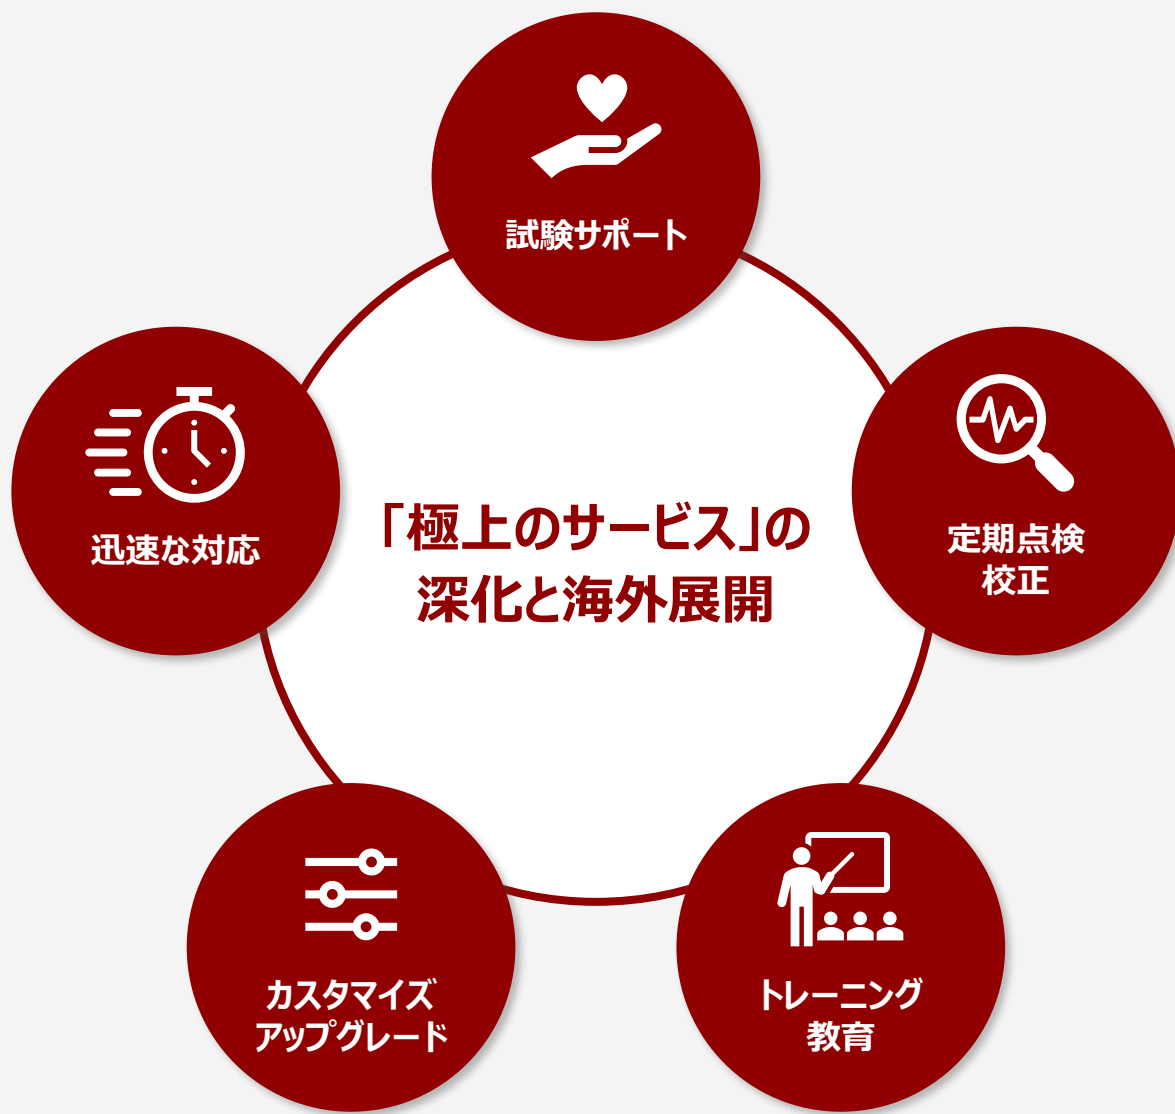 試験サポート
迅速な対応
「極上のサービス」の
深化と海外展開
定期点検
校正
カスタマイズ
アップグレード
トレーニング
教育